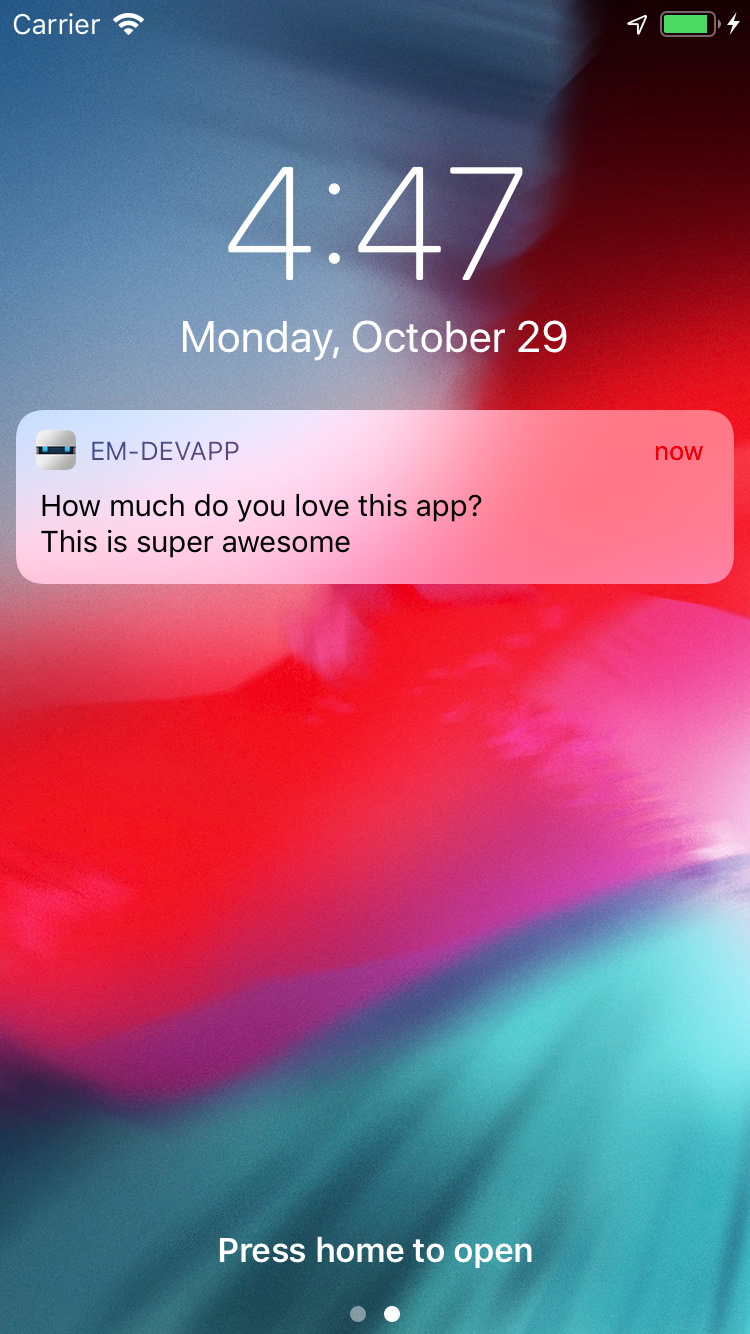 Carrier
4:47
Monday, October 29
EM-DEVAPP now
How much do you love this app?
This is super awesome
Press home to open